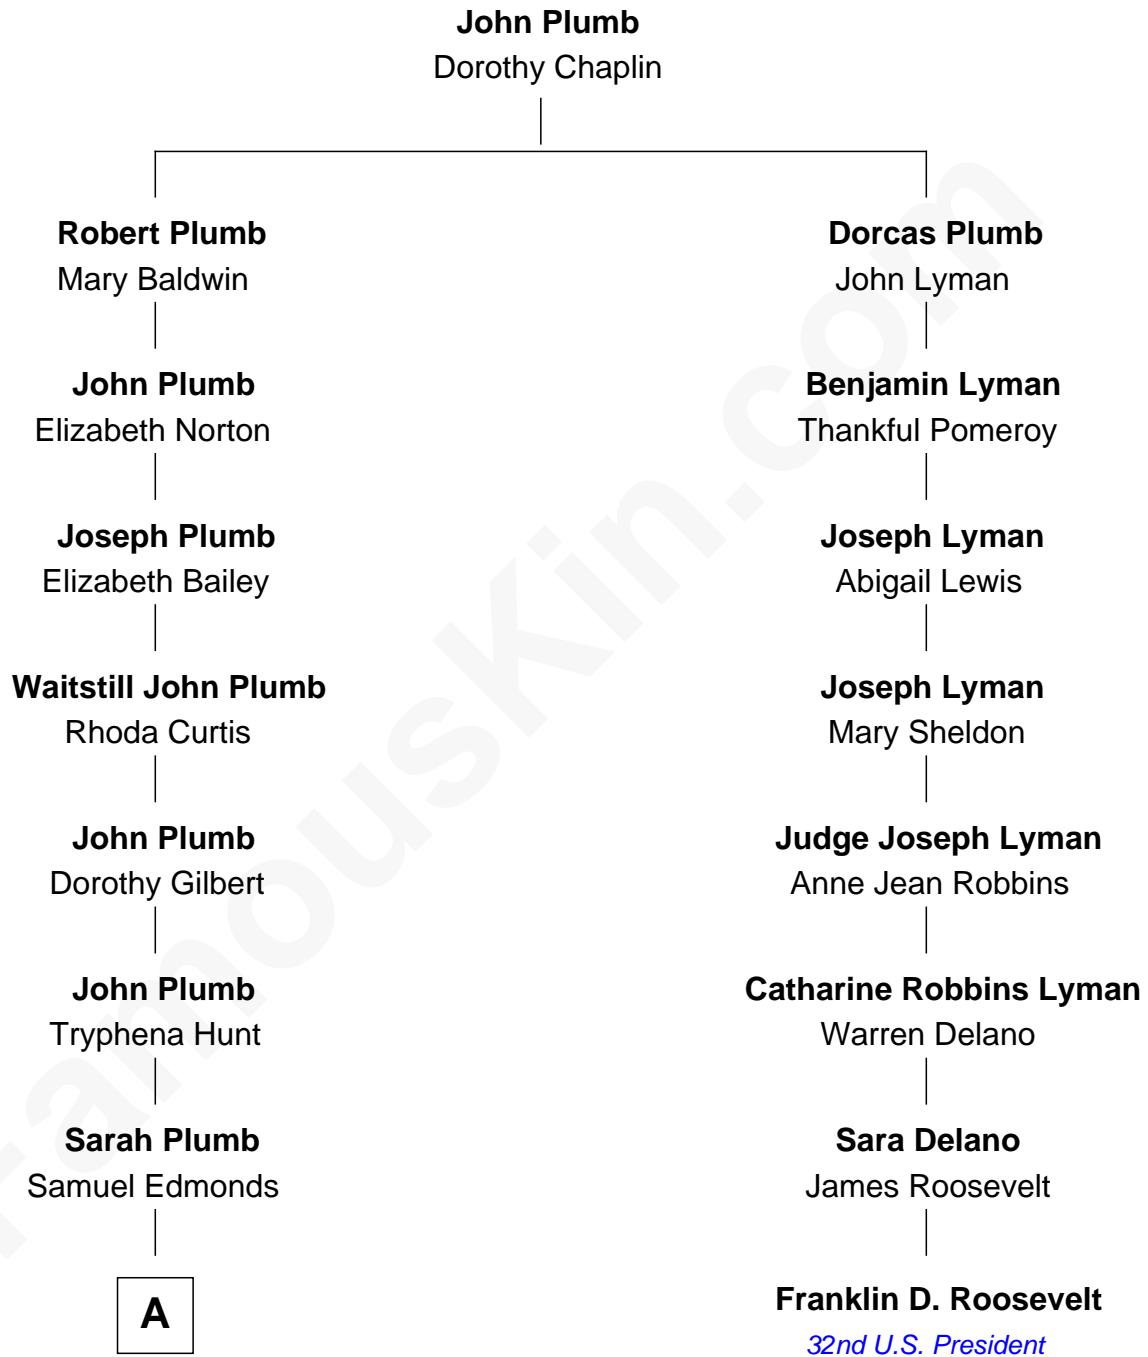 John Plumb
Dorothy Chaplin
Robert Plumb
Mary Baldwin
Dorcas Plumb
John Lyman
John Plumb
Elizabeth Norton
Benjamin Lyman
Thankful Pomeroy
Joseph Plumb
Elizabeth Bailey
Joseph Lyman
Abigail Lewis
Waitstill John Plumb
Rhoda Curtis
Joseph Lyman
Mary Sheldon
John Plumb
Dorothy Gilbert
Judge Joseph Lyman
Anne Jean Robbins
John Plumb
Tryphena Hunt
Catharine Robbins Lyman
Warren Delano
Sarah Plumb
Samuel Edmonds
Sara Delano
James Roosevelt
A
Franklin D. Roosevelt
32nd U.S. President
FamousKin.com